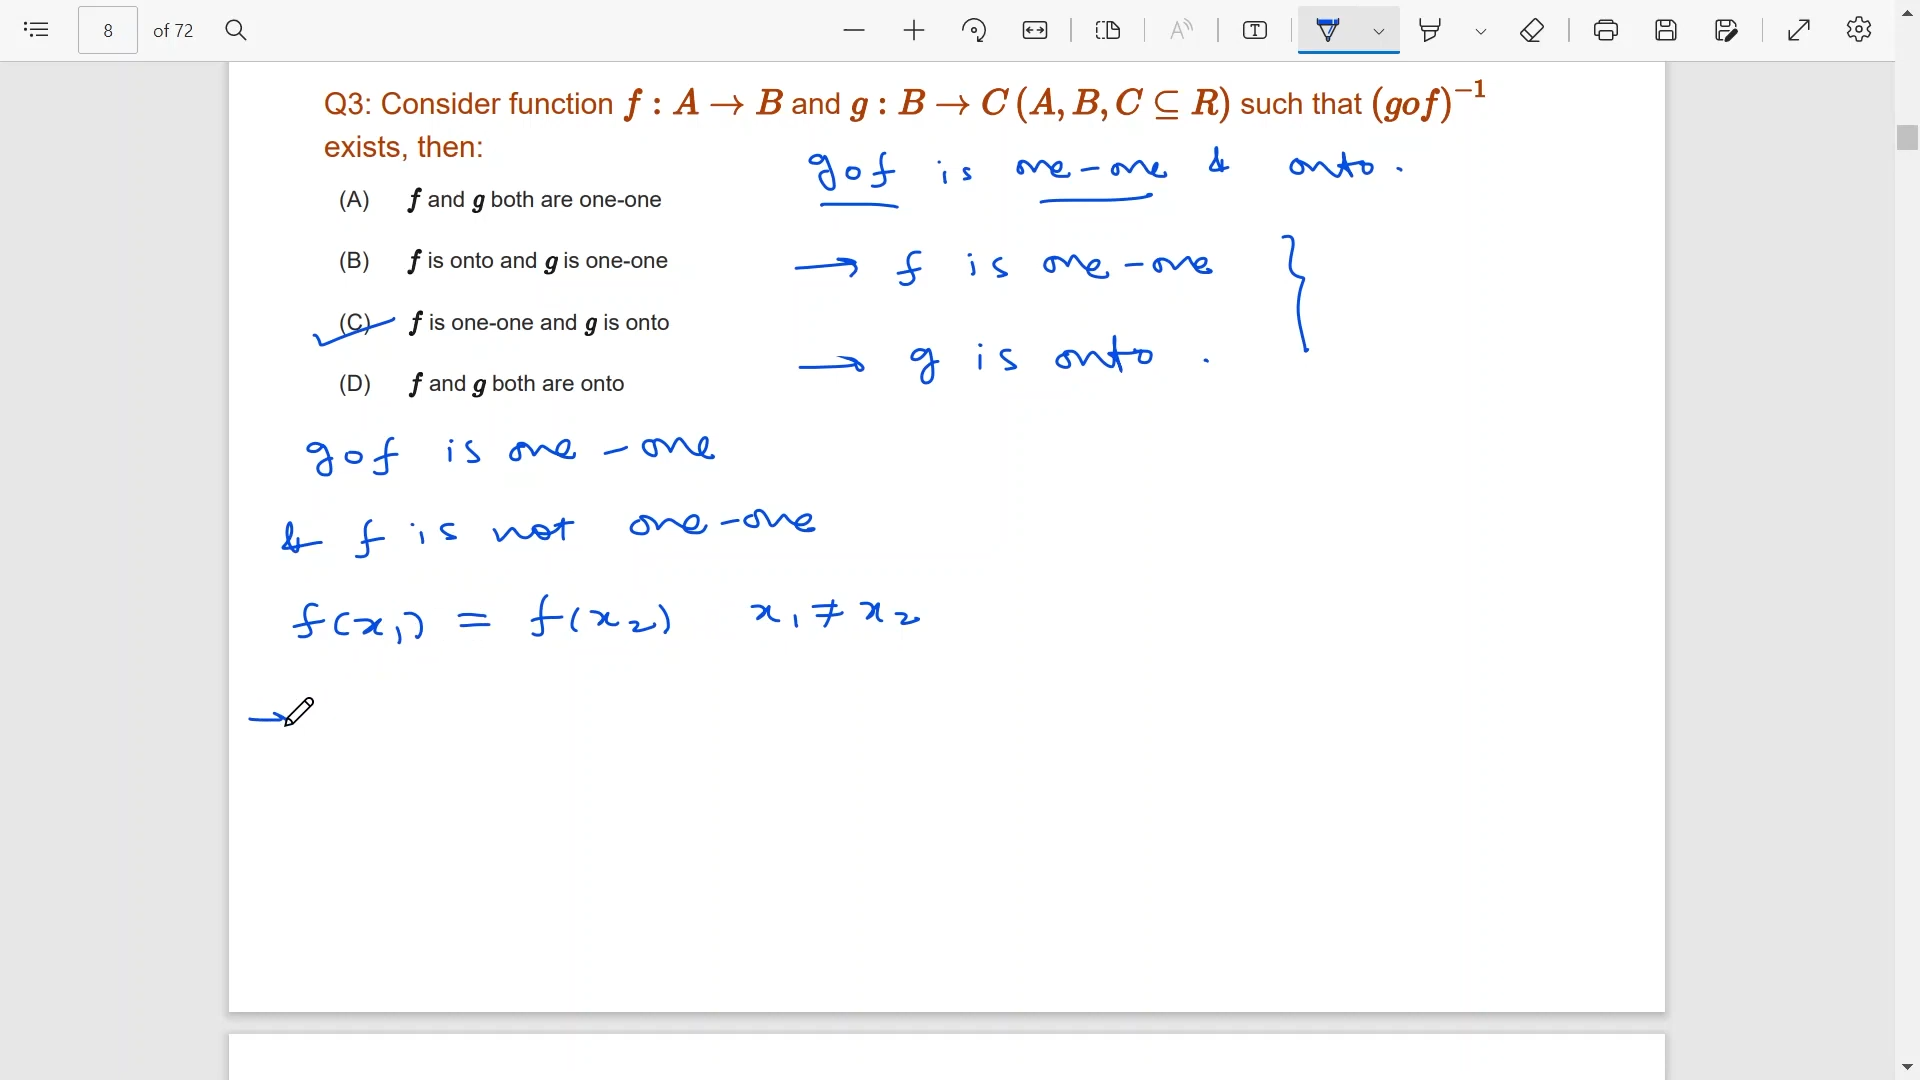 8 of 72
Q3: Consider function f : A → B and g : B → C (A, B, C ⊆ R) such that (gof)⁻¹
exists, then:
gof is one-one & onto.
(A) f and g both are one-one
(B) f is onto and g is one-one
→ f is one-one
(C) f is one-one and g is onto
→ g is onto.
(D) f and g both are onto
gof is one-one
& f is not one-one
f(x₁) = f(x₂) x₁ ≠ x₂
→